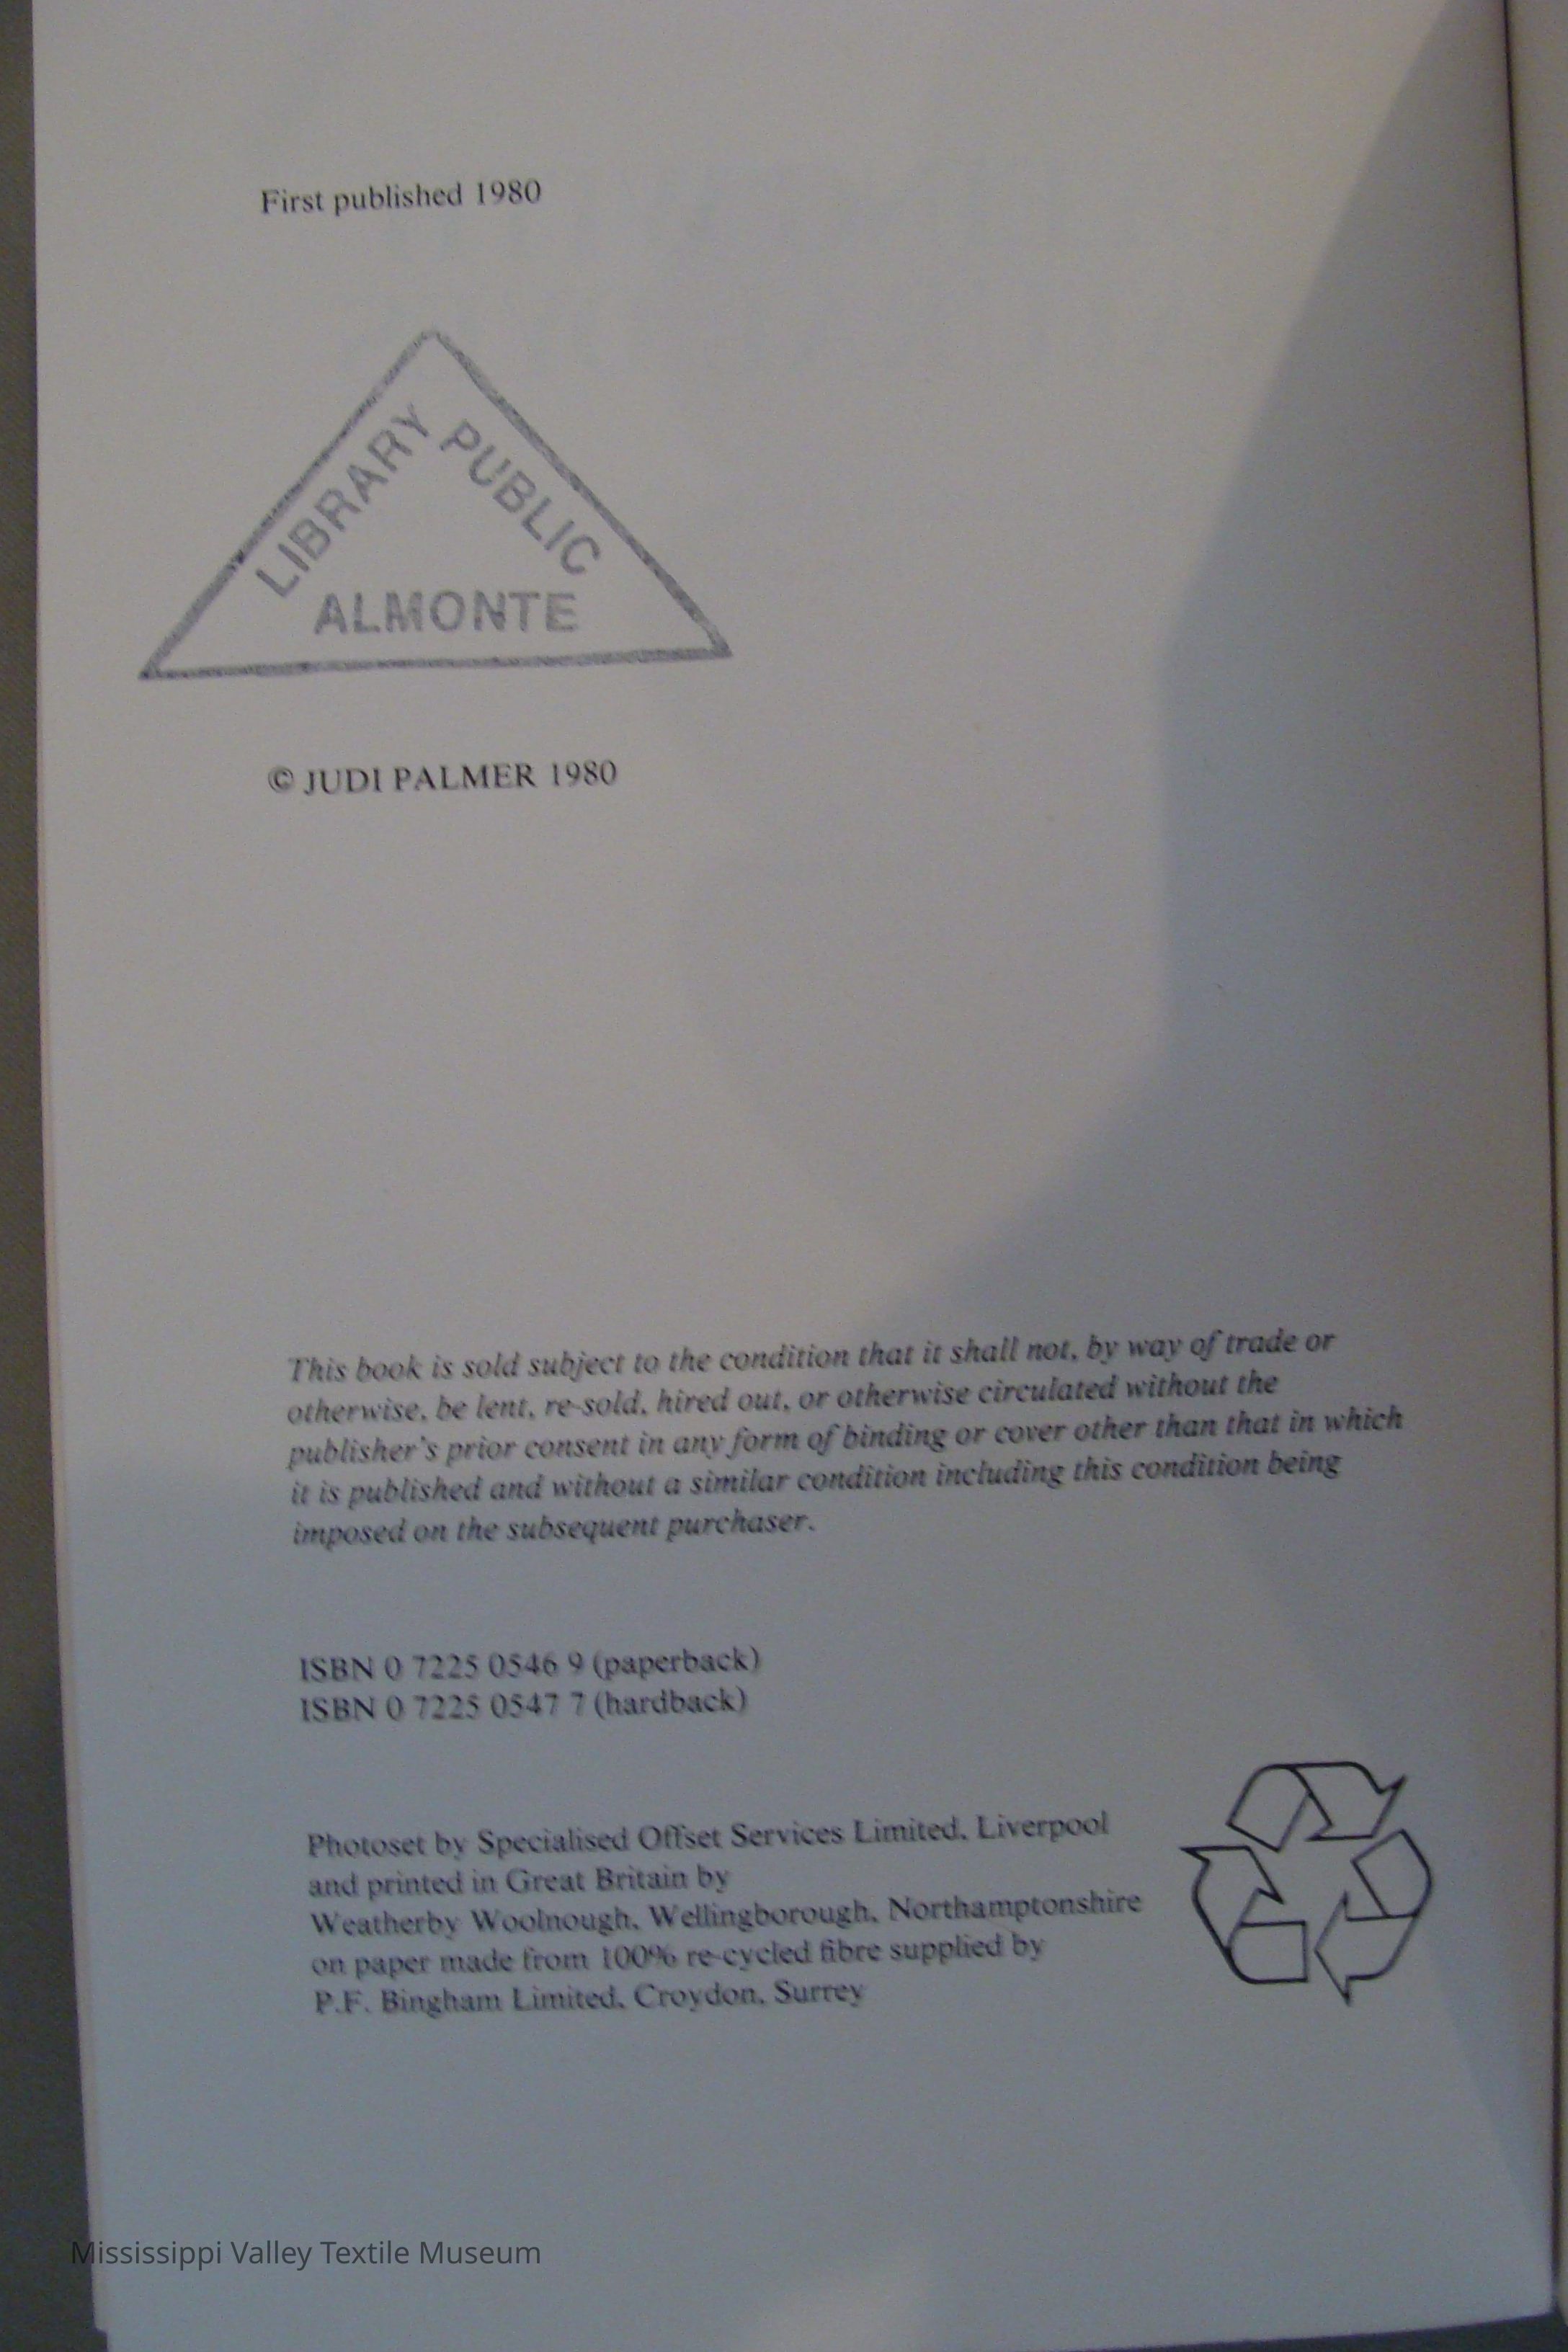 First published 1980
LIBRARY
PUBLIC
ALMONTE
© JUDI PALMER 1980
This book is sold subject to the condition that it shall not, by way of trade or
otherwise, be lent, re-sold, hired out, or otherwise circulated without the
publisher's prior consent in any form of binding or cover other than that in which
it is published and without a similar condition including this condition being
imposed on the subsequent purchaser.
ISBN 0 7225 0546 9 (paperback)
ISBN 0 7225 0547 7 (hardback)
Photoset by Specialised Offset Services Limited, Liverpool
and printed in Great Britain by
Weatherby Woolnough, Wellingborough, Northamptonshire
on paper made from 100% re-cycled fibre supplied by
P.F. Bingham Limited, Croydon, Surrey
Mississippi Valley Textile Museum